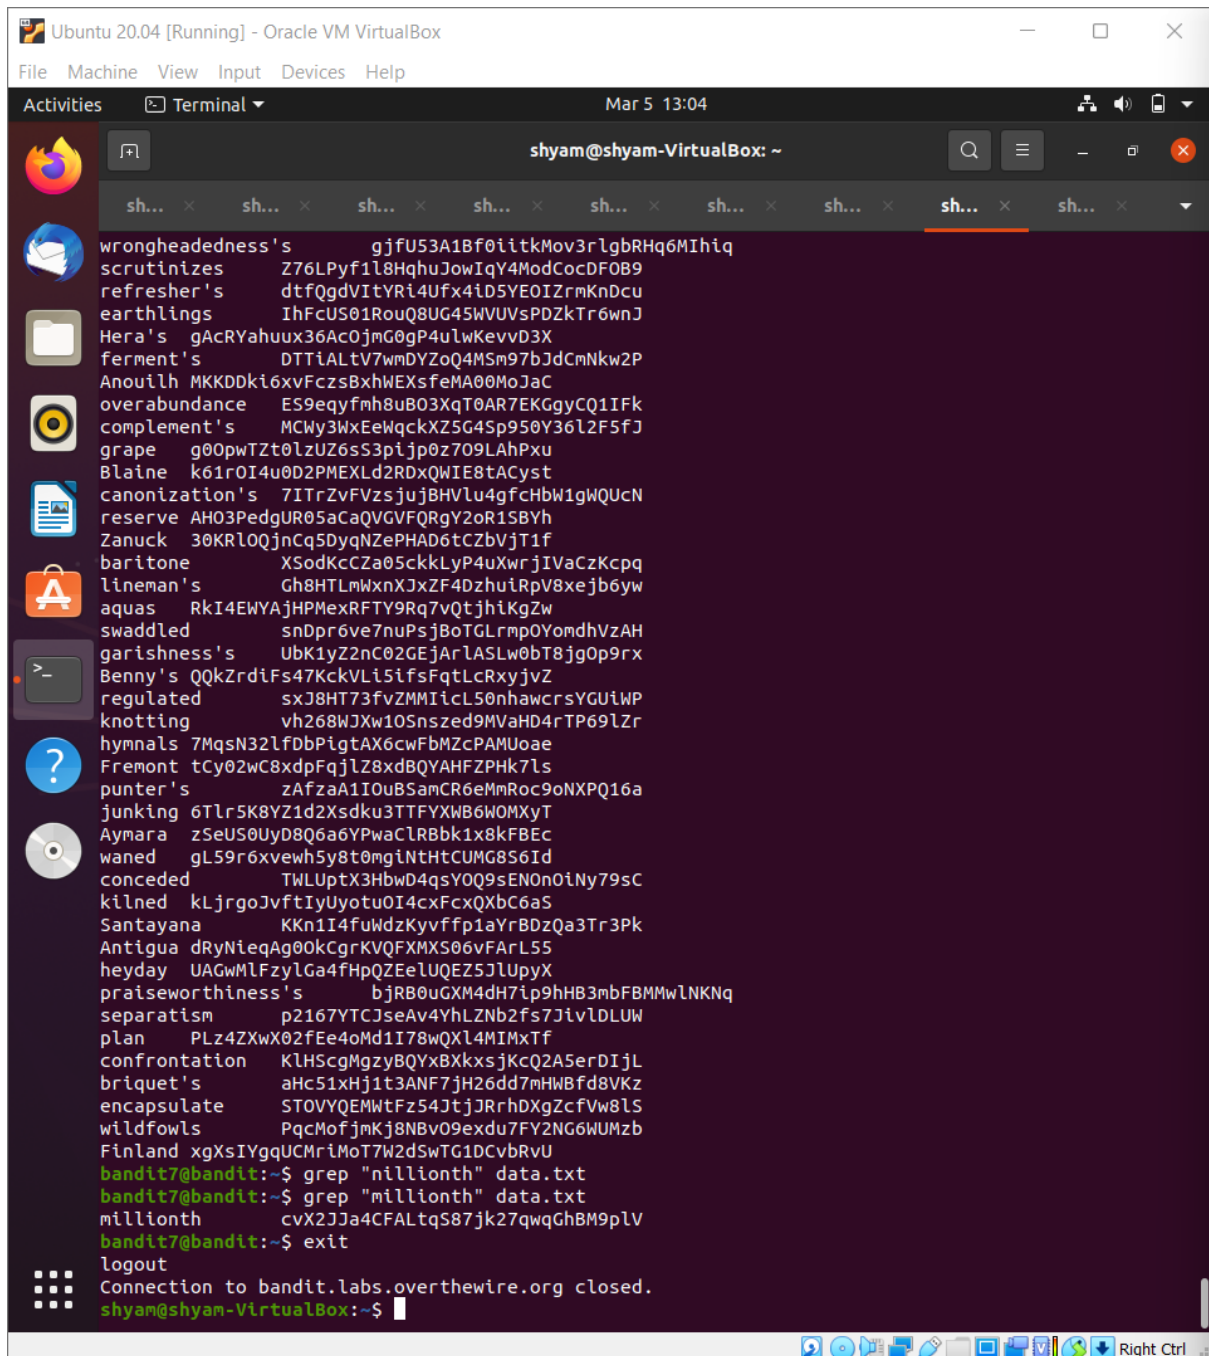 Ubuntu 20.04 [Running] - Oracle VM VirtualBox
File Machine View Input Devices Help
Activities Terminal Mar 5 13:04
shyam@shyam-VirtualBox: ~
sh... sh... sh... sh... sh... sh... sh... sh... sh...
wrongheadedness's gjfU53A1Bf0iitkMov3rlgbRHq6MIhiq
scrutinizes Z76LPyf1l8HqhuJowIqY4ModCocDFOB9
refresher's dtfQgdVItYRi4Ufx4iD5YEOIZrmKnDcu
earthlings IhFcUS01RouQ8UG45WVUVsPDZkTr6wnJ
Hera's gAcRYahuux36AcOjmG0gP4ulwKevvD3X
ferment's DTTiALtV7wmDYZoQ4MSm97bJdCmNkw2P
Anouilh MKKDDki6xvFczsBxhWEXsfeMA00MoJaC
overabundance ES9eqyfmh8uBO3XqT0AR7EKGgyCQ1IFk
complement's MCWy3WxEeWqckXZ5G4Sp950Y36l2F5fJ
grape g0OpwTZt0lzUZ6sS3pijp0z7O9LAhPxu
Blaine k61rOI4u0D2PMEXLd2RDxQWIE8tACyst
canonization's 7ITrZvFVzsjujBHVlu4gfcHbW1gWQUcN
reserve AHO3PedgUR05aCaQVGVFQRgY2oR1SBYh
Zanuck 30KRlOQjnCq5DyqNZePHAD6tCZbVjT1f
baritone XSodKcCZa05ckkLyP4uXwrjIVaCzKcpq
lineman's Gh8HTLmWxnXJxZF4DzhuiRpV8xejb6yw
aquas RkI4EWYAjHPMexRFTY9Rq7vQtjhiKgZw
swaddled snDpr6ve7nuPsjBoTGLrmpOYomdhVzAH
garishness's UbK1yZ2nC02GEjArlASLw0bT8jgOp9rx
Benny's QQkZrdiFs47KckVLi5ifsFqtLcRxyjvZ
regulated sxJ8HT73fvZMMIicL50nhawcrsYGUiWP
knotting vh268WJXw1OSnszed9MVaHD4rTP69lZr
hymnals 7MqsN32lfDbPigtAX6cwFbMZcPAMUoae
Fremont tCy02wC8xdpFqjlZ8xdBQYAHFZPHk7ls
punter's zAfzaA1IOuBSamCR6eMmRoc9oNXPQ16a
junking 6Tlr5K8YZ1d2Xsdku3TTFYXWB6WOMXyT
Aymara zSeUS0UyD8Q6a6YPwaClRBbk1x8kFBEc
waned gL59r6xvewh5y8t0mgiNtHtCUMG8S6Id
conceded TWLUptX3HbwD4qsYOQ9sENOnOiNy79sC
kilned kLjrgoJvftIyUyotuOI4cxFcxQXbC6aS
Santayana KKn1I4fuWdzKyvffp1aYrBDzQa3Tr3Pk
Antigua dRyNieqAg0OkCgrKVQFXMXS06vFArL55
heyday UAGwMlFzylGa4fHpQZEelUQEZ5JlUpyX
praiseworthiness's bjRB0uGXM4dH7ip9hHB3mbFBMMwlNKNq
separatism p2167YTCJseAv4YhLZNb2fs7JivlDLUW
plan PLz4ZXwX02fEe4oMd1I78wQXl4MIMxTf
confrontation KlHScgMgzyBQYxBXkxsjKcQ2A5erDIjL
briquet's aHc51xHj1t3ANF7jH26dd7mHWBfd8VKz
encapsulate STOVYQEMWtFz54JtjJRrhDXgZcfVw8lS
wildfowls PqcMofjmKj8NBvO9exdu7FY2NG6WUMzb
Finland xgXsIYgqUCMriMoT7W2dSwTG1DCvbRvU
bandit7@bandit:~$ grep "nillionth" data.txt
bandit7@bandit:~$ grep "millionth" data.txt
millionth cvX2JJa4CFALtqS87jk27qwqGhBM9plV
bandit7@bandit:~$ exit
logout
Connection to bandit.labs.overthewire.org closed.
shyam@shyam-VirtualBox:~$
Right Ctrl